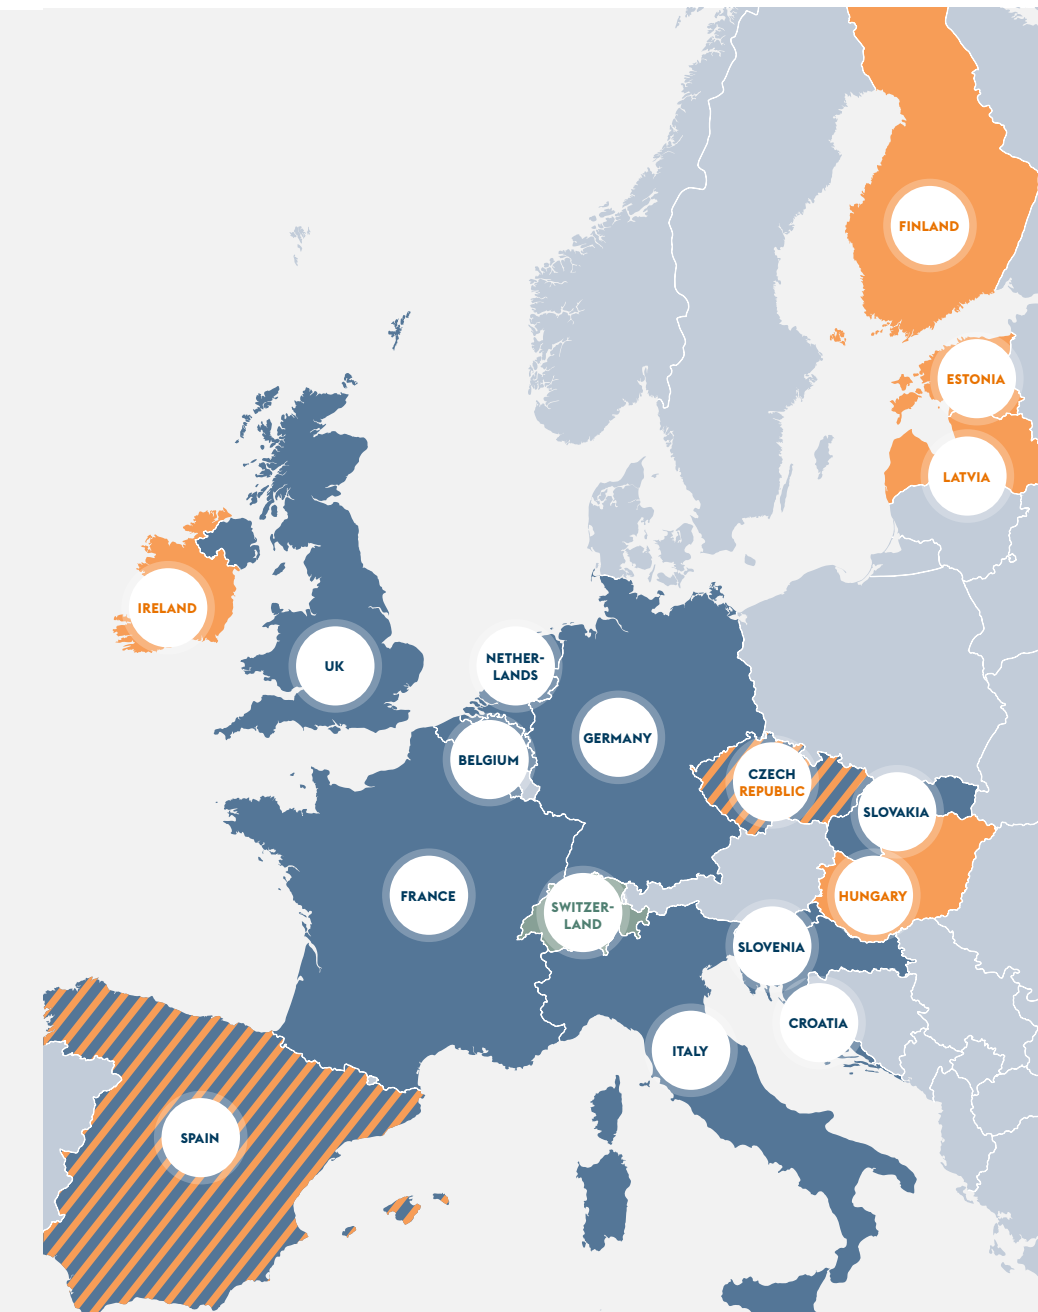 FINLAND
ESTONIA
LATVIA
IRELAND
UK
NETHER-
LANDS
GERMANY
BELGIUM
CZECH
REPUBLIC
SLOVAKIA
FRANCE
SWITZER-
LAND
HUNGARY
SLOVENIA
CROATIA
ITALY
SPAIN